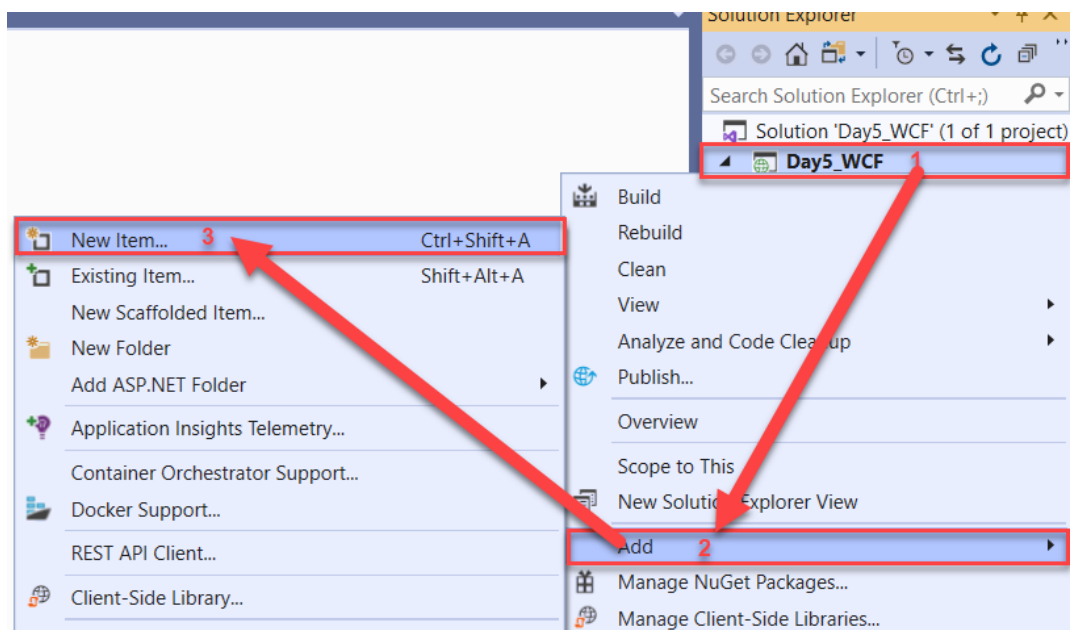 Solution Explorer
Search Solution Explorer (Ctrl+;)
Solution 'Day5_WCF' (1 of 1 project)
Day5_WCF 1
Build
Rebuild
Clean
View
Analyze and Code Cleanup
Publish...
Overview
Scope to This
New Solution Explorer View
Add 2
Manage NuGet Packages...
Manage Client-Side Libraries...
New Item... 3 Ctrl+Shift+A
Existing Item... Shift+Alt+A
New Scaffolded Item...
New Folder
Add ASP.NET Folder
Application Insights Telemetry...
Container Orchestrator Support...
Docker Support...
REST API Client...
Client-Side Library...